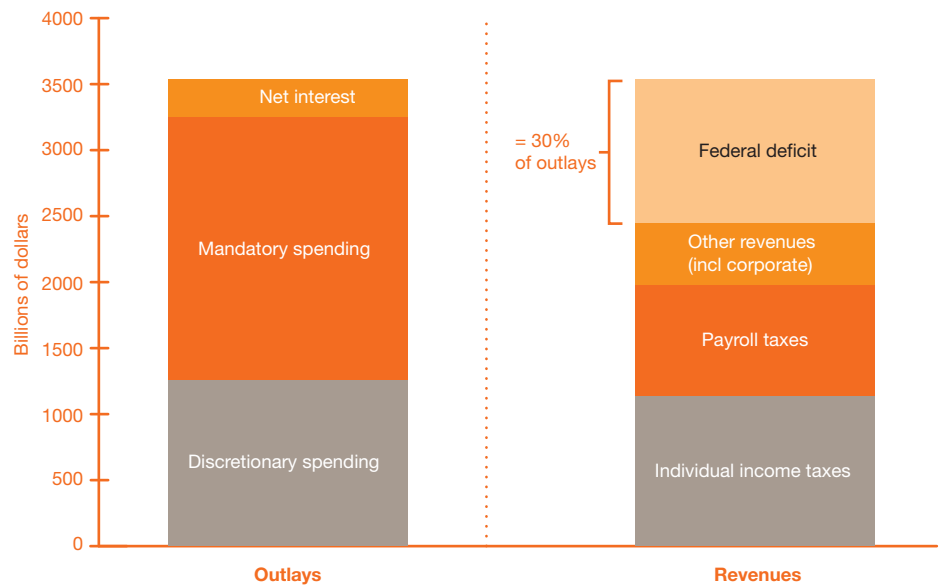 4000
3500
3000
2500
2000
1500
1000
500
0
Billions of dollars
Net interest
Mandatory spending
Discretionary spending
Outlays
= 30%
of outlays
Federal deficit
Other revenues
(incl corporate)
Payroll taxes
Individual income taxes
Revenues